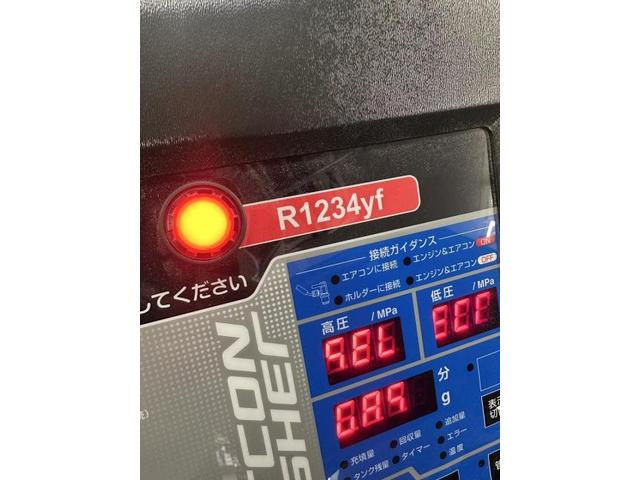 R1234yf
してください
接続ガイダンス
エアコンに接続
エンジン&エアコン ON
ホルダーに接続
エンジン&エアコン OFF
高圧 /MPa
低圧 /MPa
分
g
充填量
回収量
追加量
タンク残量
タイマー
エラー
温度
表示
切
CON